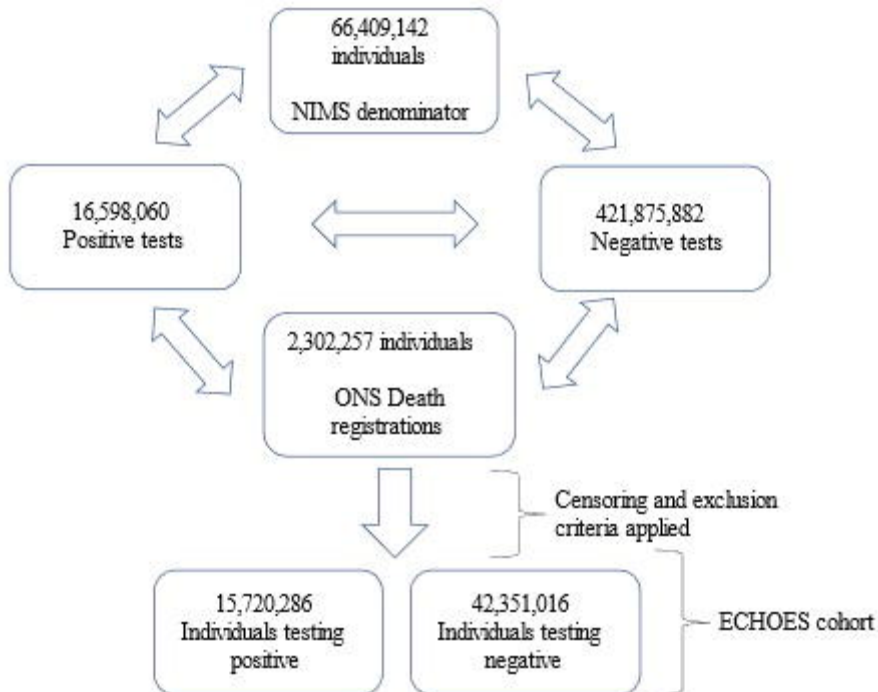 66,409,142
individuals
NIMS denominator
16,598,060
Positive tests
421,875,882
Negative tests
2,302,257 individuals
ONS Death
registrations
Censoring and exclusion
criteria applied
15,720,286
Individuals testing
positive
42,351,016
Individuals testing
negative
ECHOES cohort